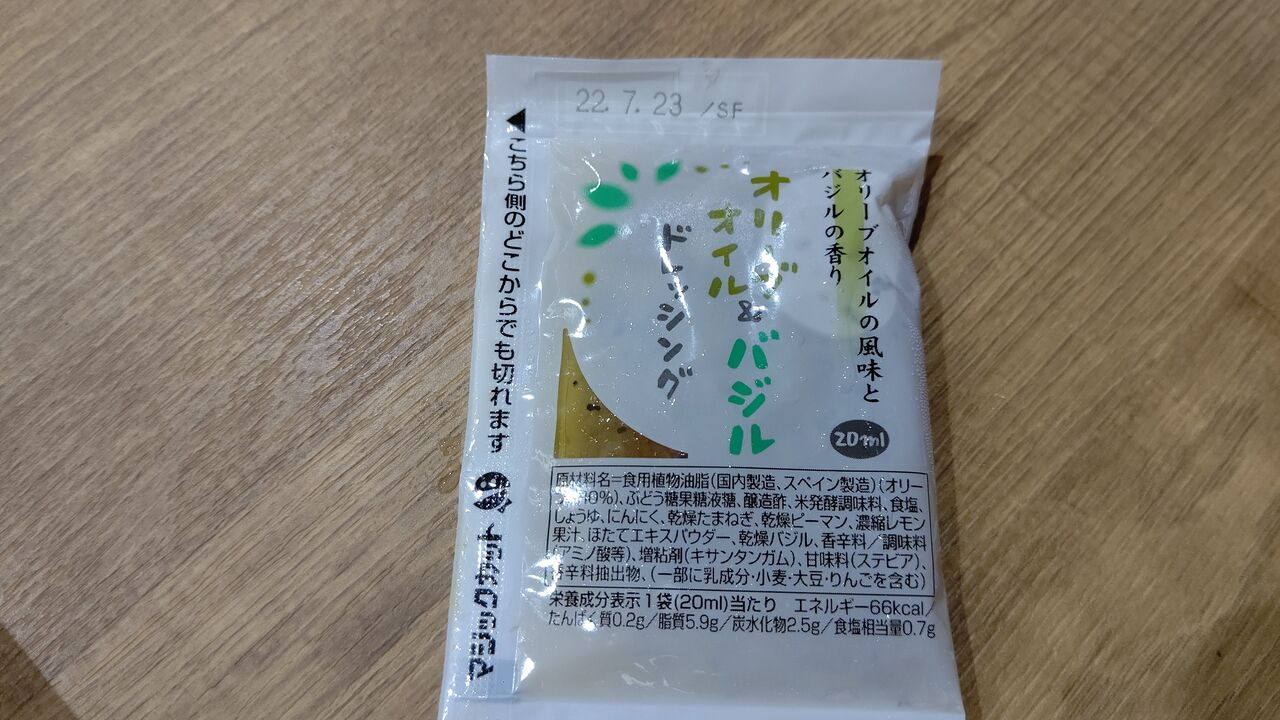 22.7.23 /SF
◀こちら側のどこからでも切れます
マジックカット
オリーブオイルの風味と
バジルの香り
オリーブ
オイル
&バジル
ドレッシング
20ml
原材料名=食用植物油脂(国内製造、スペイン製造)(オリー
0%)、ぶどう糖果糖液糖、醸造酢、米発酵調味料、食塩、
しょうゆ、にんにく、乾燥たまねぎ、乾燥ピーマン、濃縮レモン
果汁、ほたてエキスパウダー、乾燥バジル、香辛料/調味料
(アミノ酸等)、増粘剤(キサンタンガム)、甘味料(ステビア)、
香辛料抽出物、(一部に乳成分・小麦・大豆・りんごを含む)
栄養成分表示1袋(20ml)当たり エネルギー66kcal/
たんぱく質0.2g/脂質5.9g/炭水化物2.5g/食塩相当量0.7g